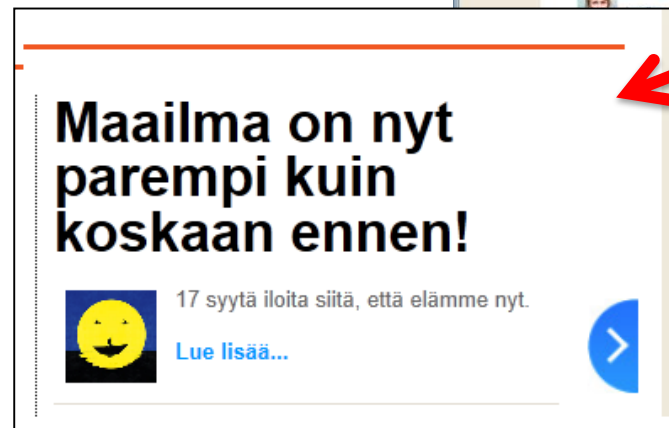 Maailma on nyt
parempi kuin
koskaan ennen!
17 syytä iloita siitä, että elämme nyt.
Lue lisää...